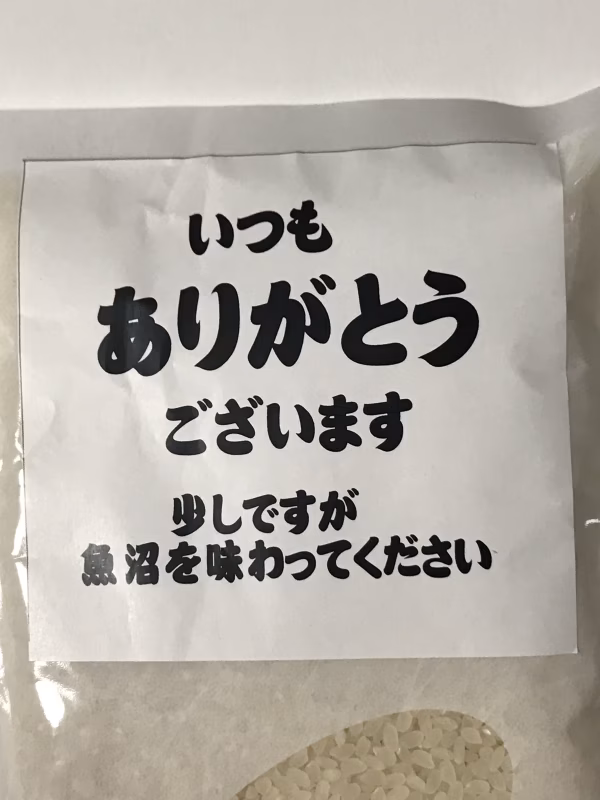 いつも
ありがとう
ございます
少しですが
魚沼を味わってください